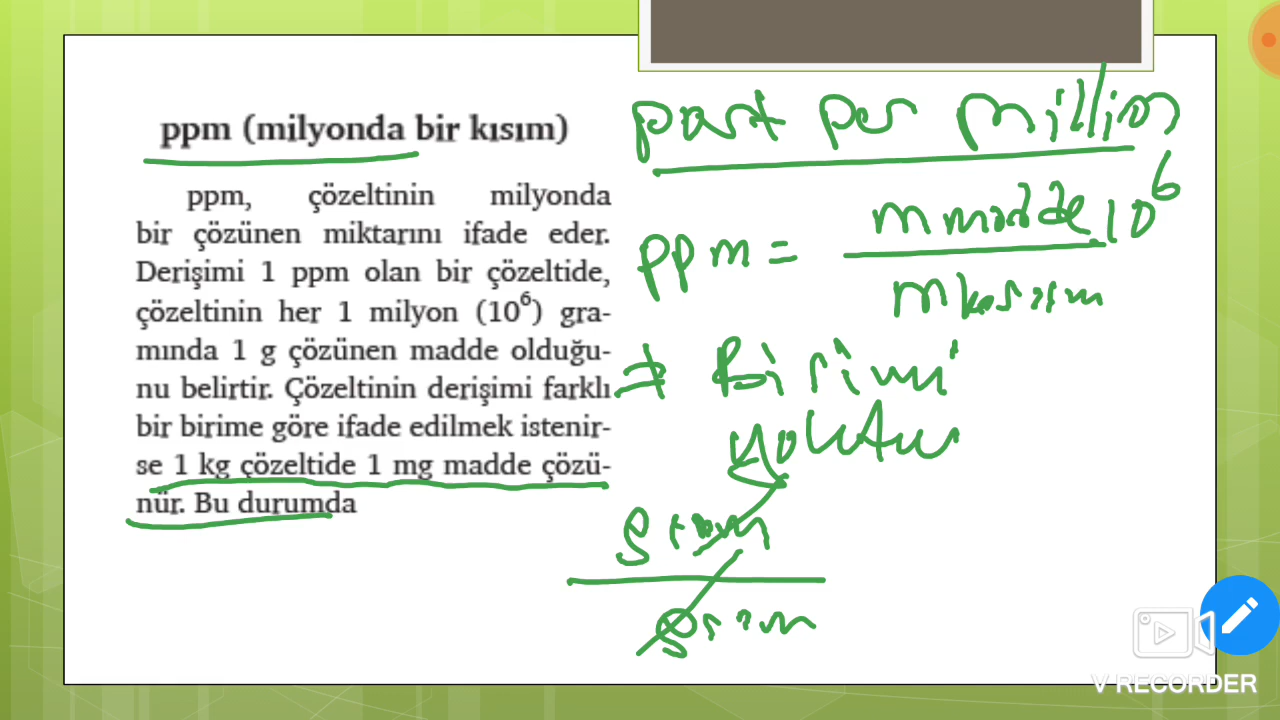 ppm (milyonda bir kısım)
ppm, çözeltinin milyonda
bir çözünen miktarını ifade eder.
Derişimi 1 ppm olan bir çözeltide,
çözeltinin her 1 milyon (10⁶) gra-
mında 1 g çözünen madde olduğu-
nu belirtir. Çözeltinin derişimi farklı
bir birime göre ifade edilmek istenir-
se 1 kg çözeltide 1 mg madde çözü-
nür. Bu durumda
part per million
ppm = m madde . 10⁶
m karışım
⇒ Birimi
yoktur
gram
gram
V RECORDER